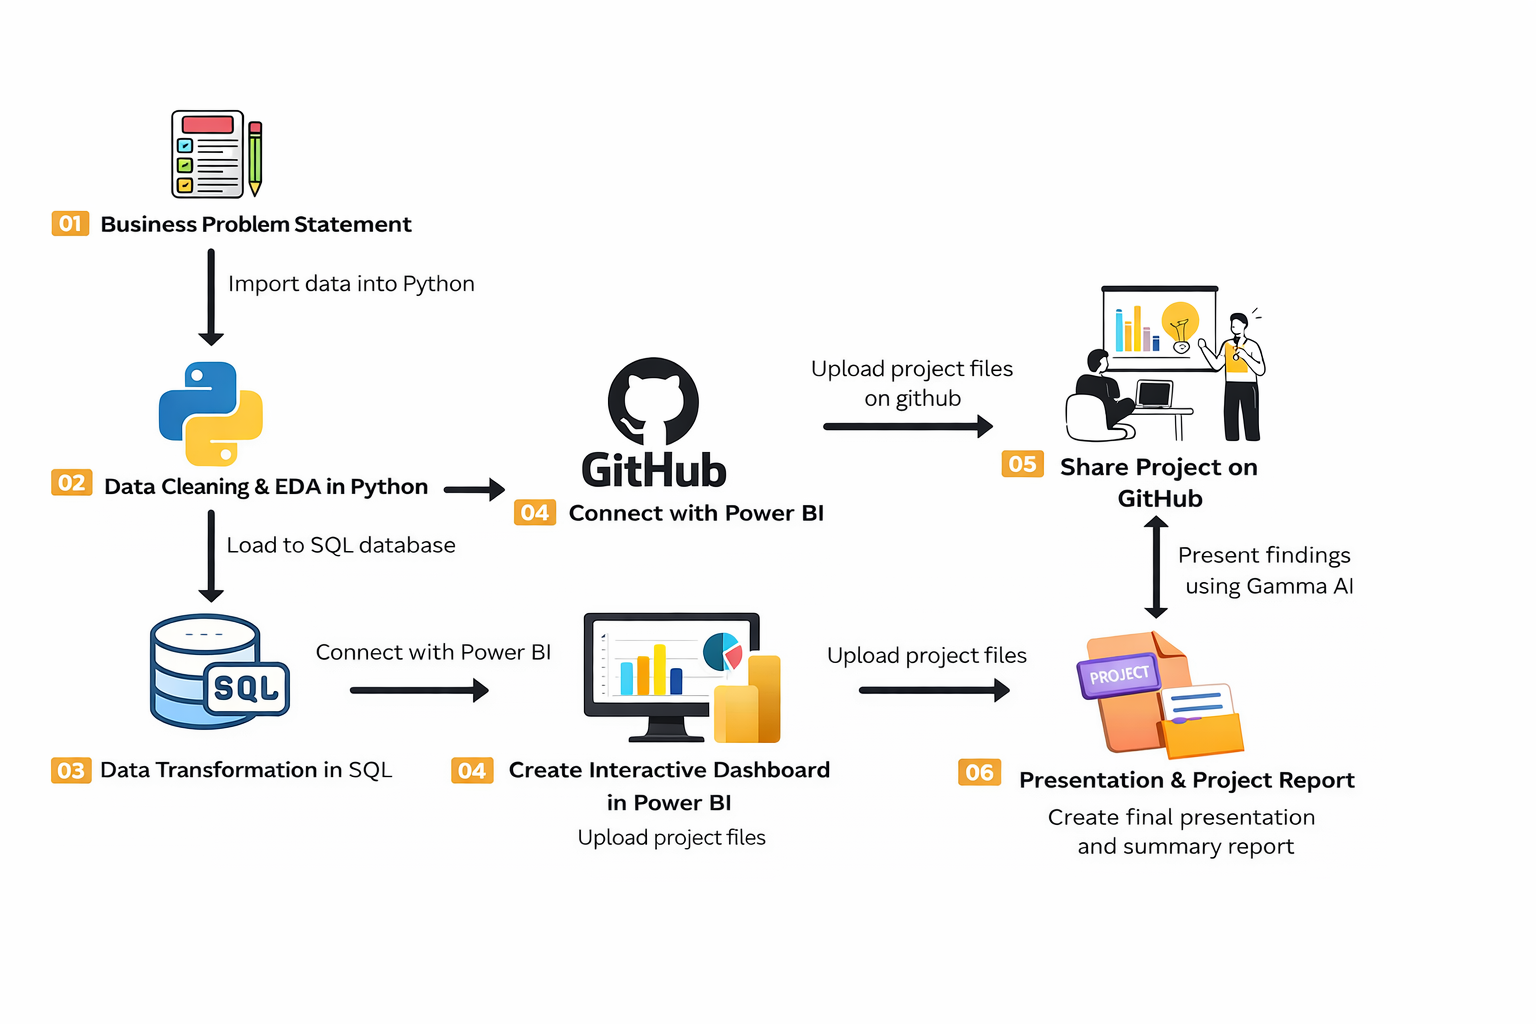 01 Business Problem Statement
Import data into Python
02 Data Cleaning & EDA in Python
Load to SQL database
SQL
03 Data Transformation in SQL
GitHub
04 Connect with Power BI
Connect with Power BI
04 Create Interactive Dashboard
in Power BI
Upload project files
Upload project files
on github
05 Share Project on
GitHub
Present findings
using Gamma AI
Upload project files
PROJECT
06 Presentation & Project Report
Create final presentation
and summary report